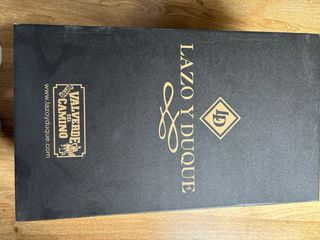 LD
LAZO Y DUQUE
VALVERDE
DEL
CAMINO
www.lazoyduque.com